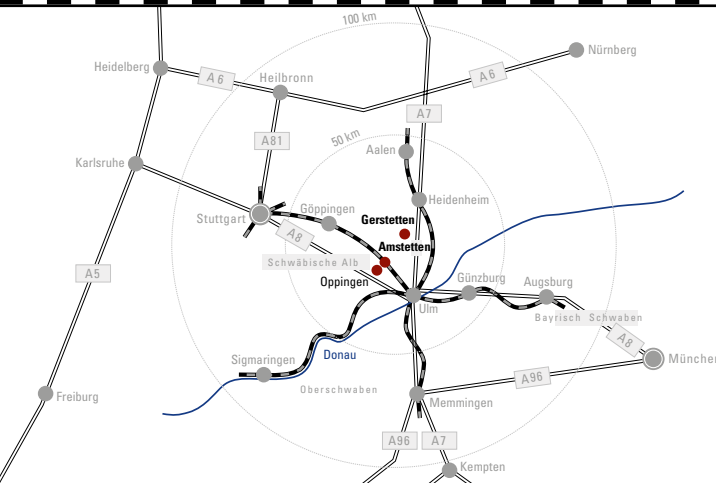 100 km
Nürnberg
Heidelberg
A6
Heilbronn
A6
A7
A81
50 km
Aalen
Karlsruhe
Heidenheim
Göppingen
Gerstetten
Stuttgart
A8
Amstetten
Schwäbische Alb
A5
Oppingen
Günzburg
Augsburg
Ulm
Bayrisch Schwaben
A8
Donau
Sigmaringen
München
A96
Oberschwaben
Freiburg
Memmingen
A96
A7
Kempten